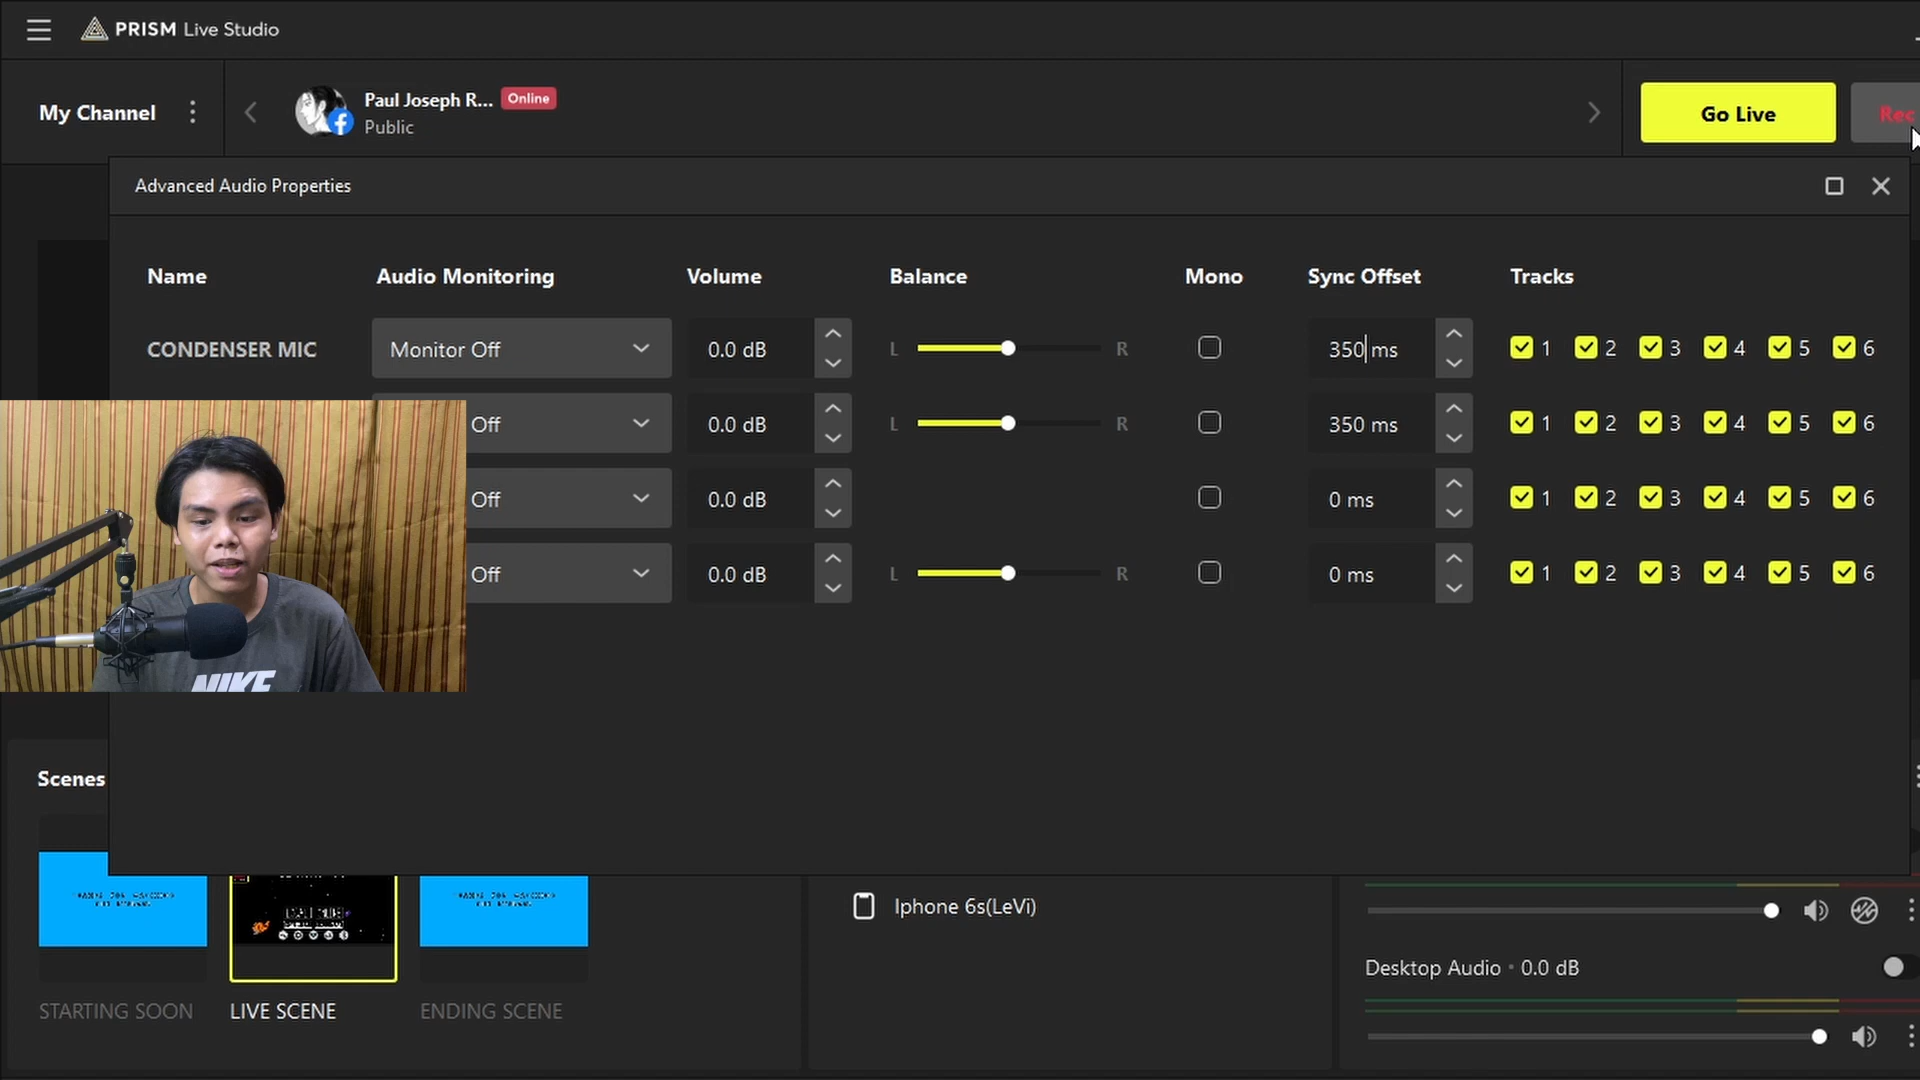 PRISM Live Studio
My Channel
Paul Joseph R... Online
Public
Go Live
Rec
Advanced Audio Properties
Name Audio Monitoring Volume Balance Mono Sync Offset Tracks
CONDENSER MIC Monitor Off 0.0 dB L R 350 ms 1 2 3 4 5 6
Off 0.0 dB L R 350 ms 1 2 3 4 5 6
Off 0.0 dB 0 ms 1 2 3 4 5 6
Off 0.0 dB L R 0 ms 1 2 3 4 5 6
NIKE
Scenes
Iphone 6s(LeVi)
Desktop Audio • 0.0 dB
STARTING SOON LIVE SCENE ENDING SCENE